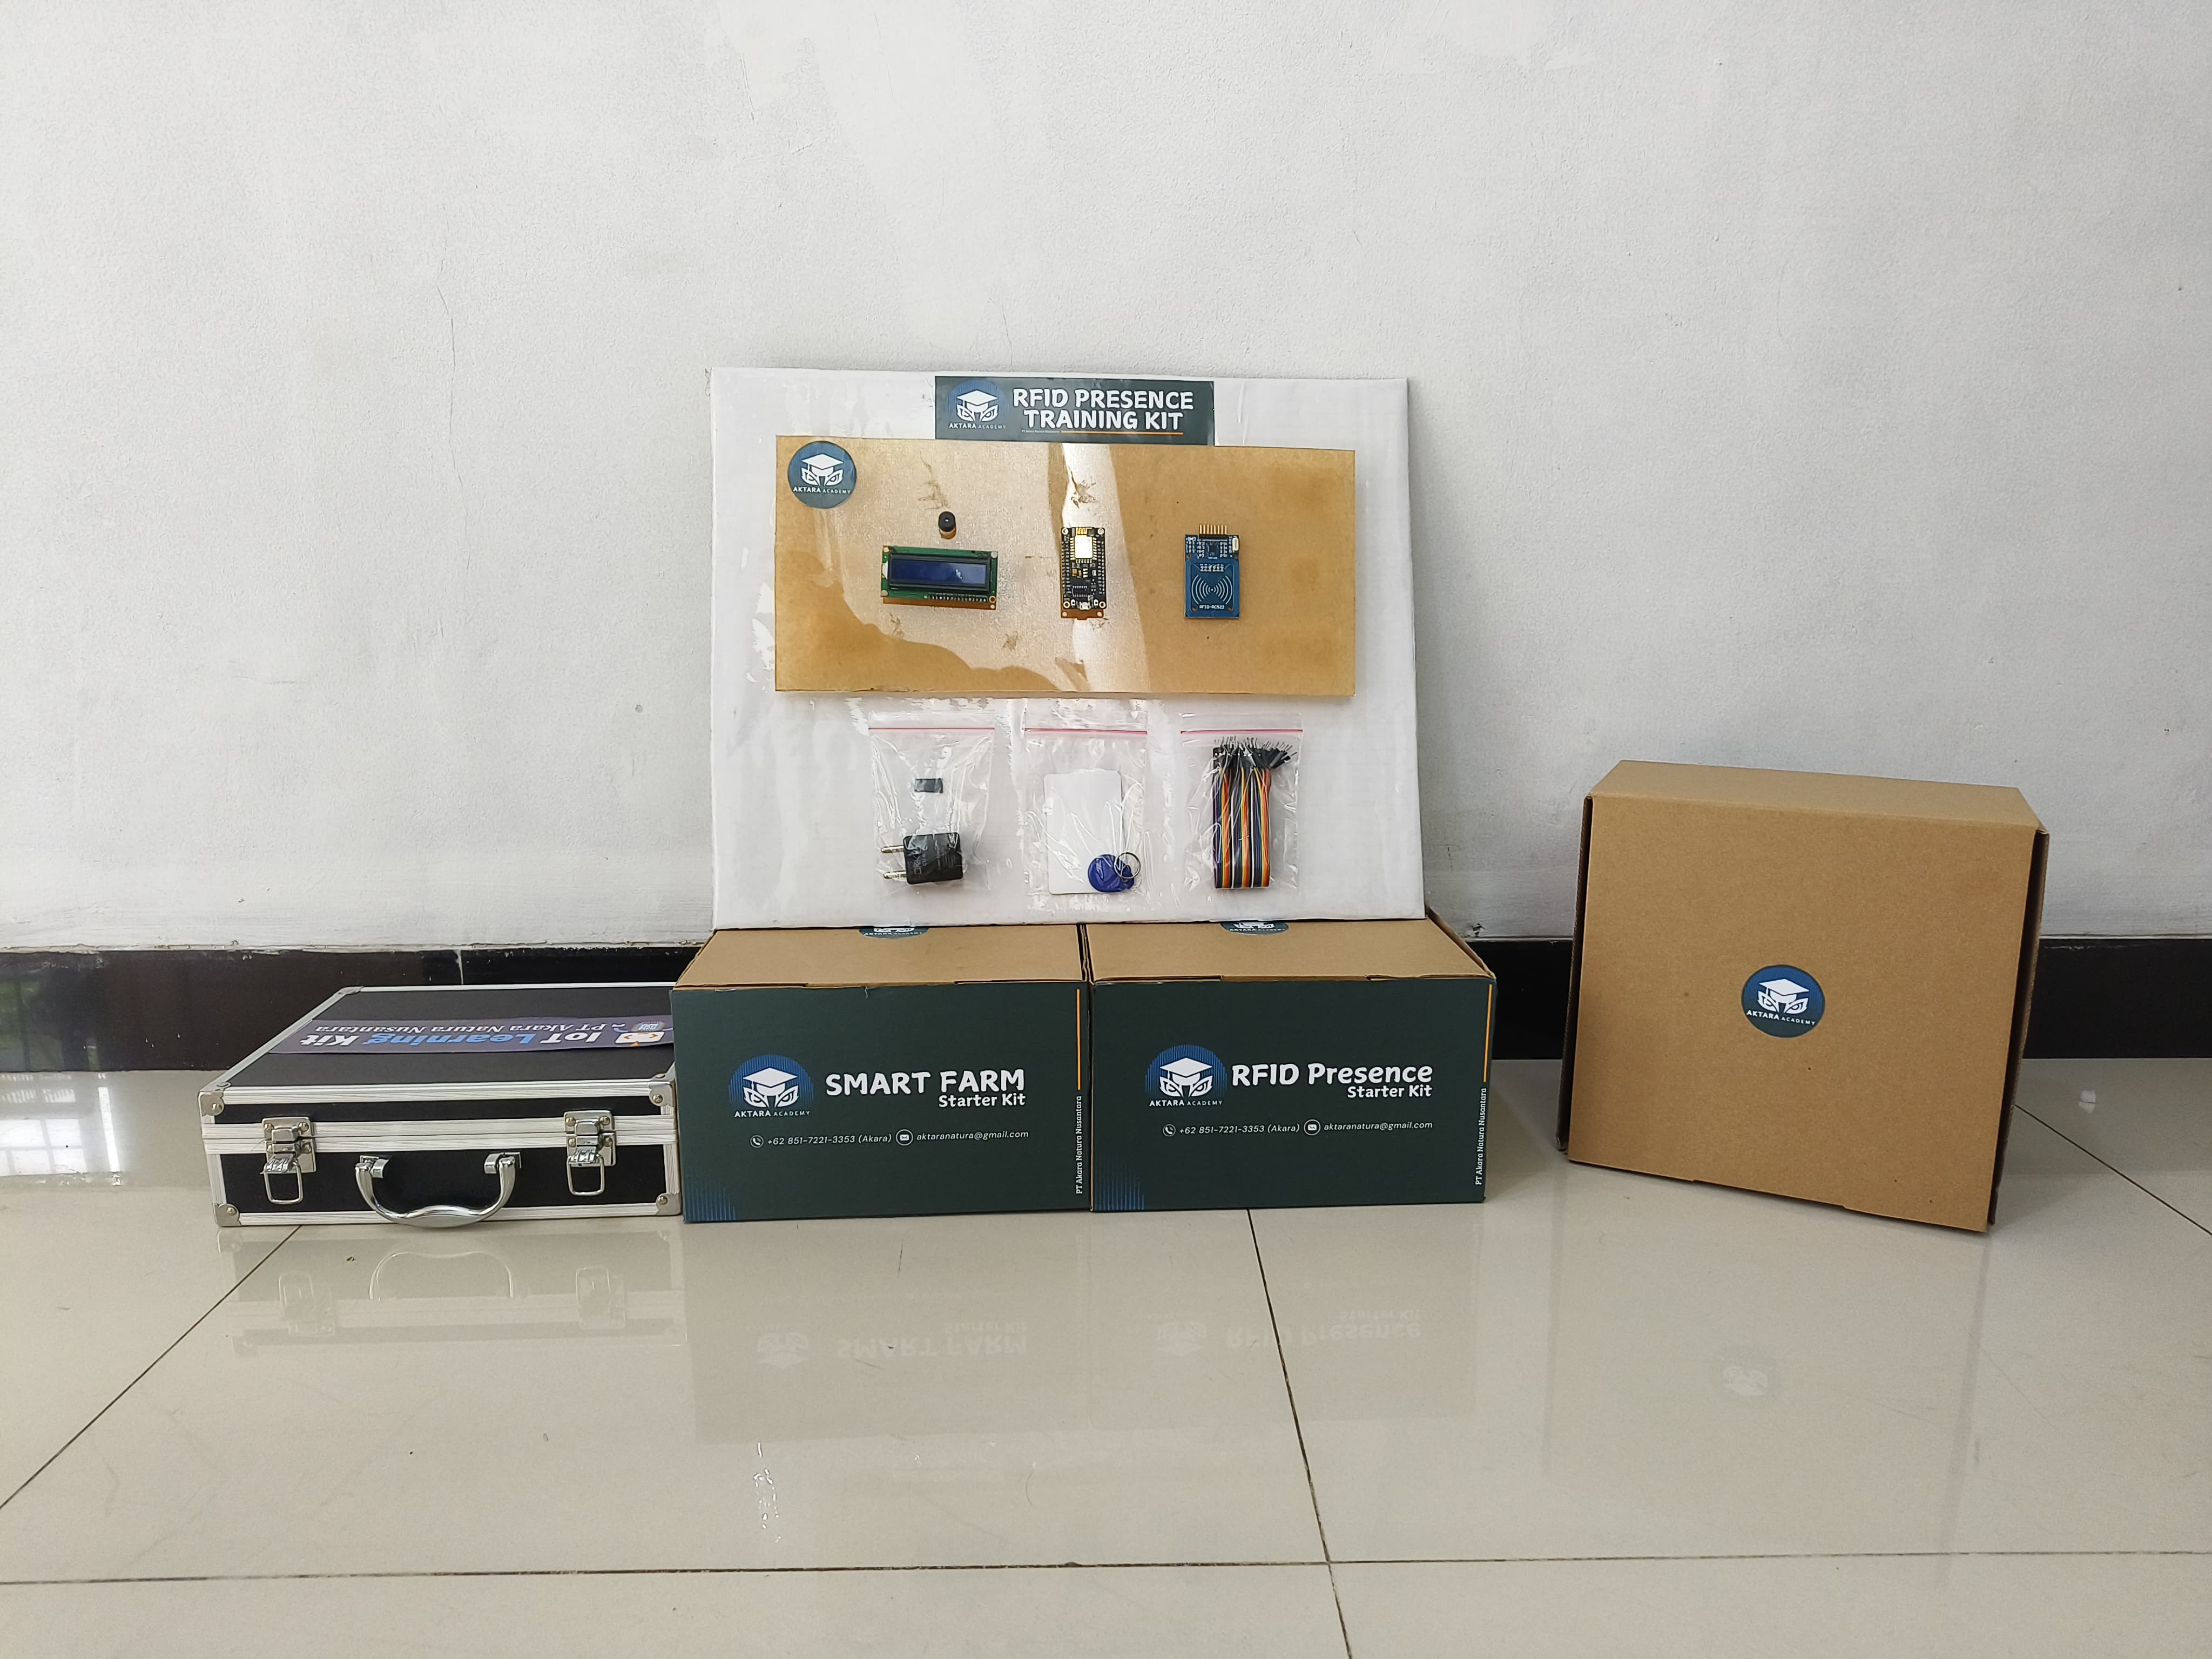 AKTARA ACADEMY
RFID PRESENCE
TRAINING KIT
AKTARA ACADEMY
RFID-RC522
IoT Learning Kit
PT Akara Natura Nusantara
AKTARA ACADEMY
SMART FARM
Starter Kit
+62 851-7221-3353 (Akara)
aktaranatura@gmail.com
PT Akara Natura Nusantara
AKTARA ACADEMY
RFID Presence
Starter Kit
+62 851-7221-3353 (Akara)
aktaranatura@gmail.com
PT Akara Natura Nusantara
AKTARA ACADEMY